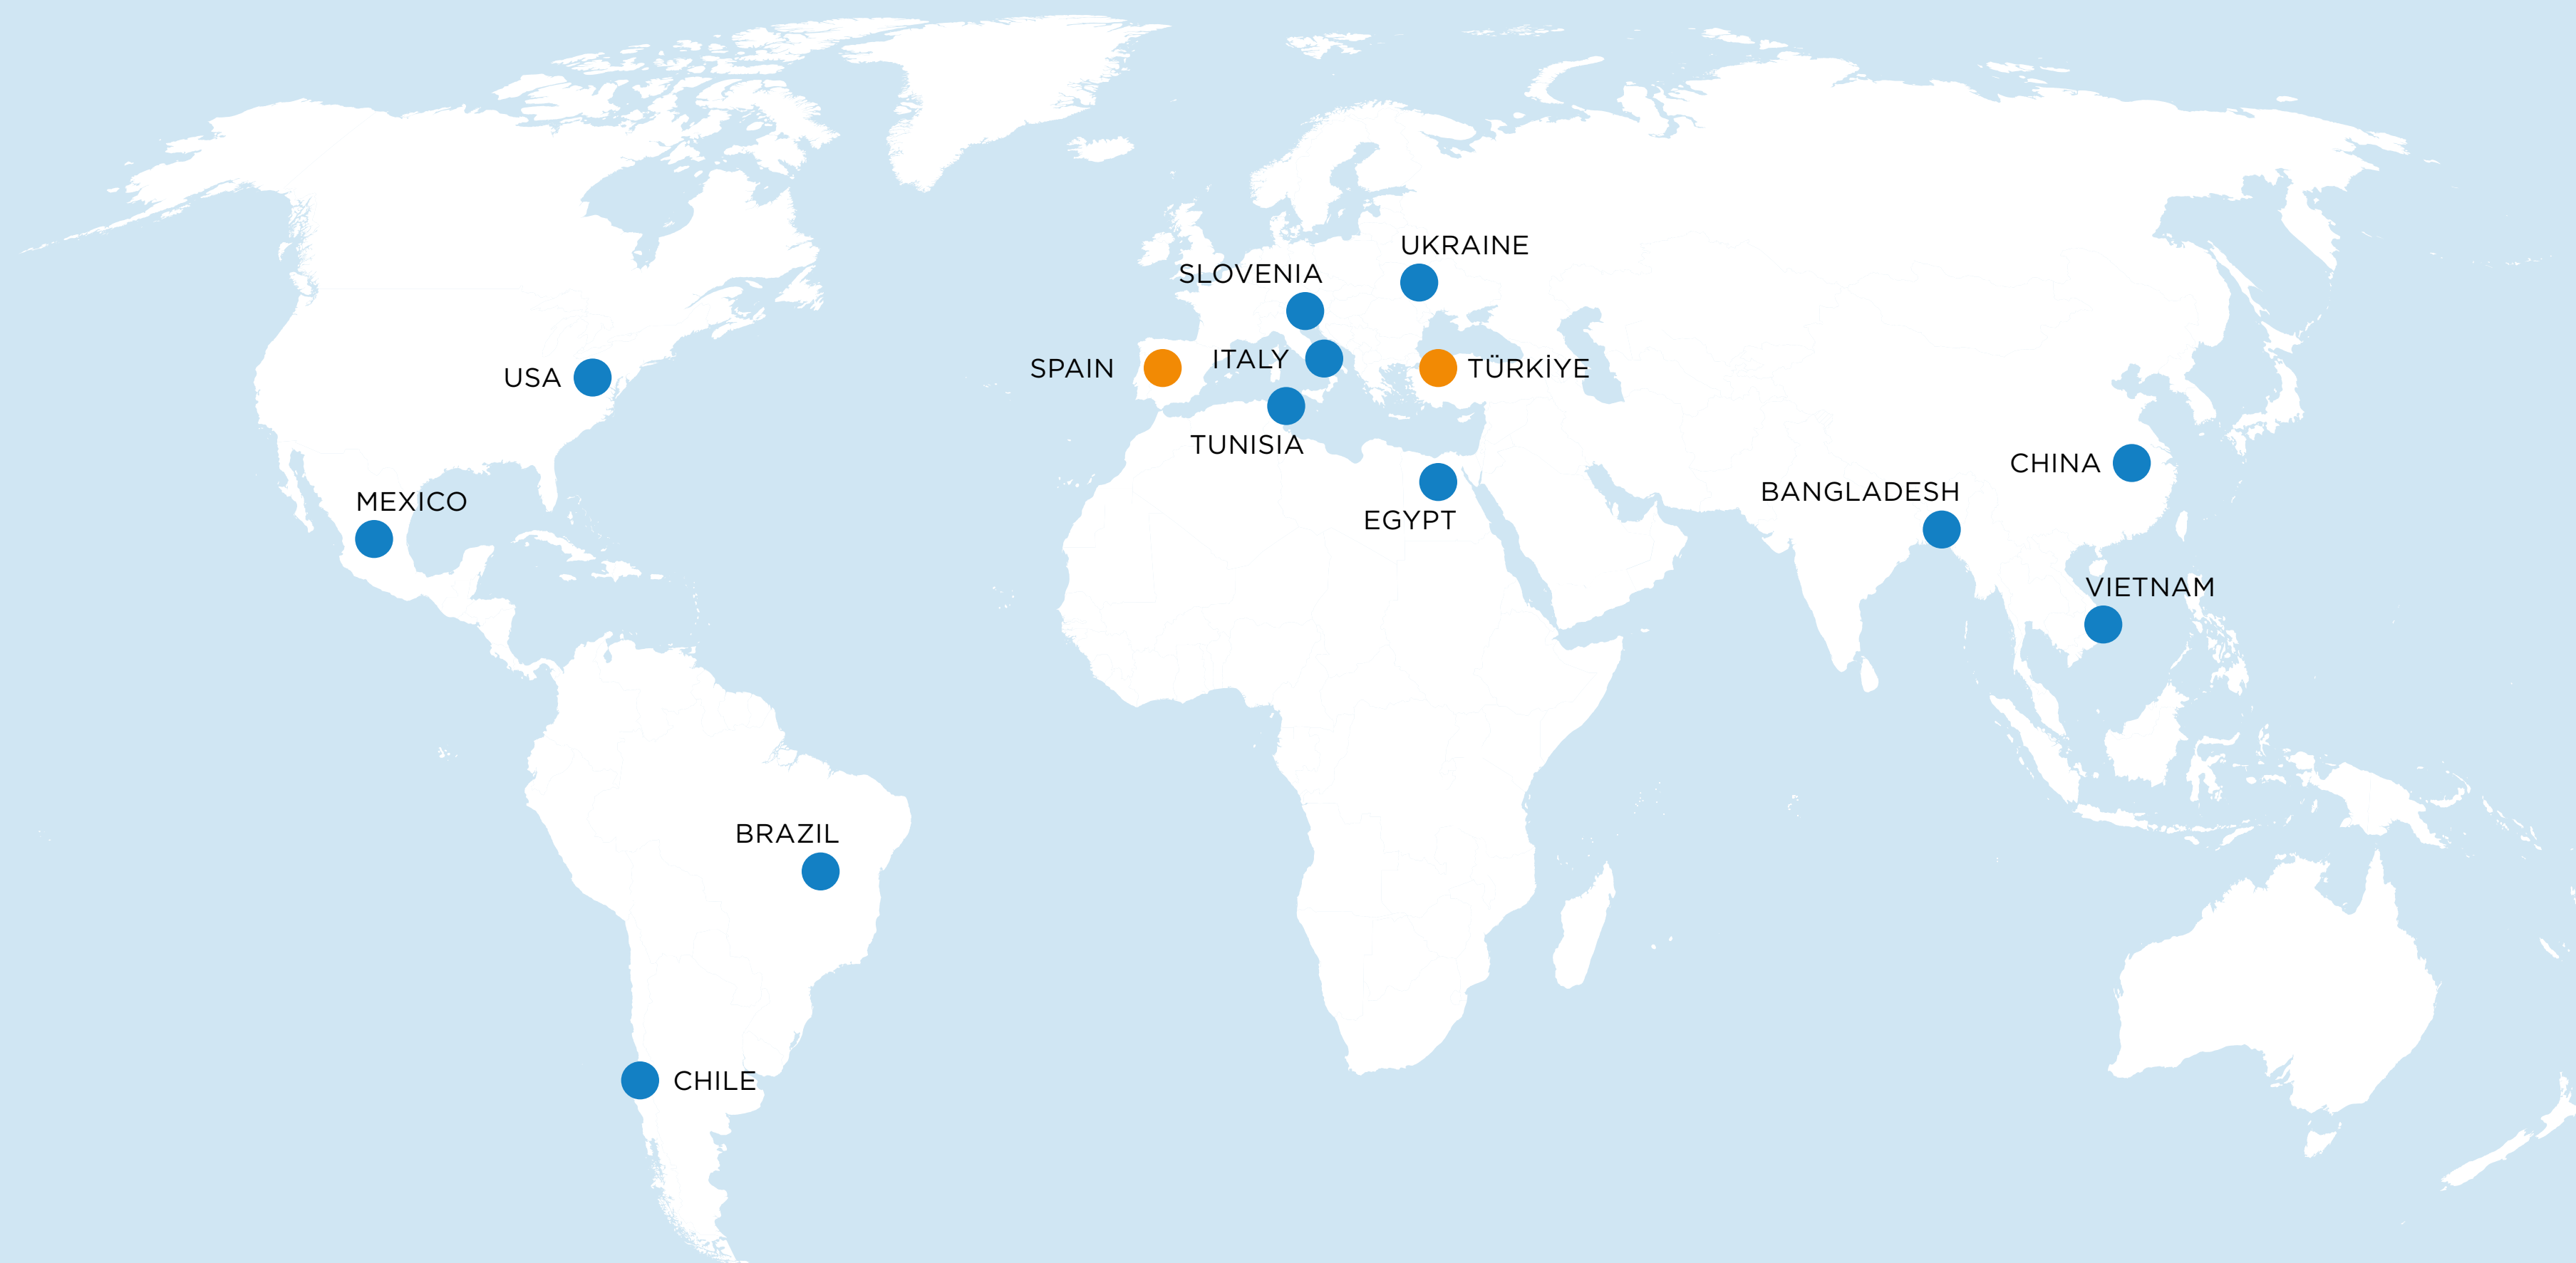 UKRAINE
SLOVENIA
SPAIN
ITALY
TÜRKİYE
USA
TUNISIA
CHINA
BANGLADESH
MEXICO
EGYPT
VIETNAM
BRAZIL
CHILE